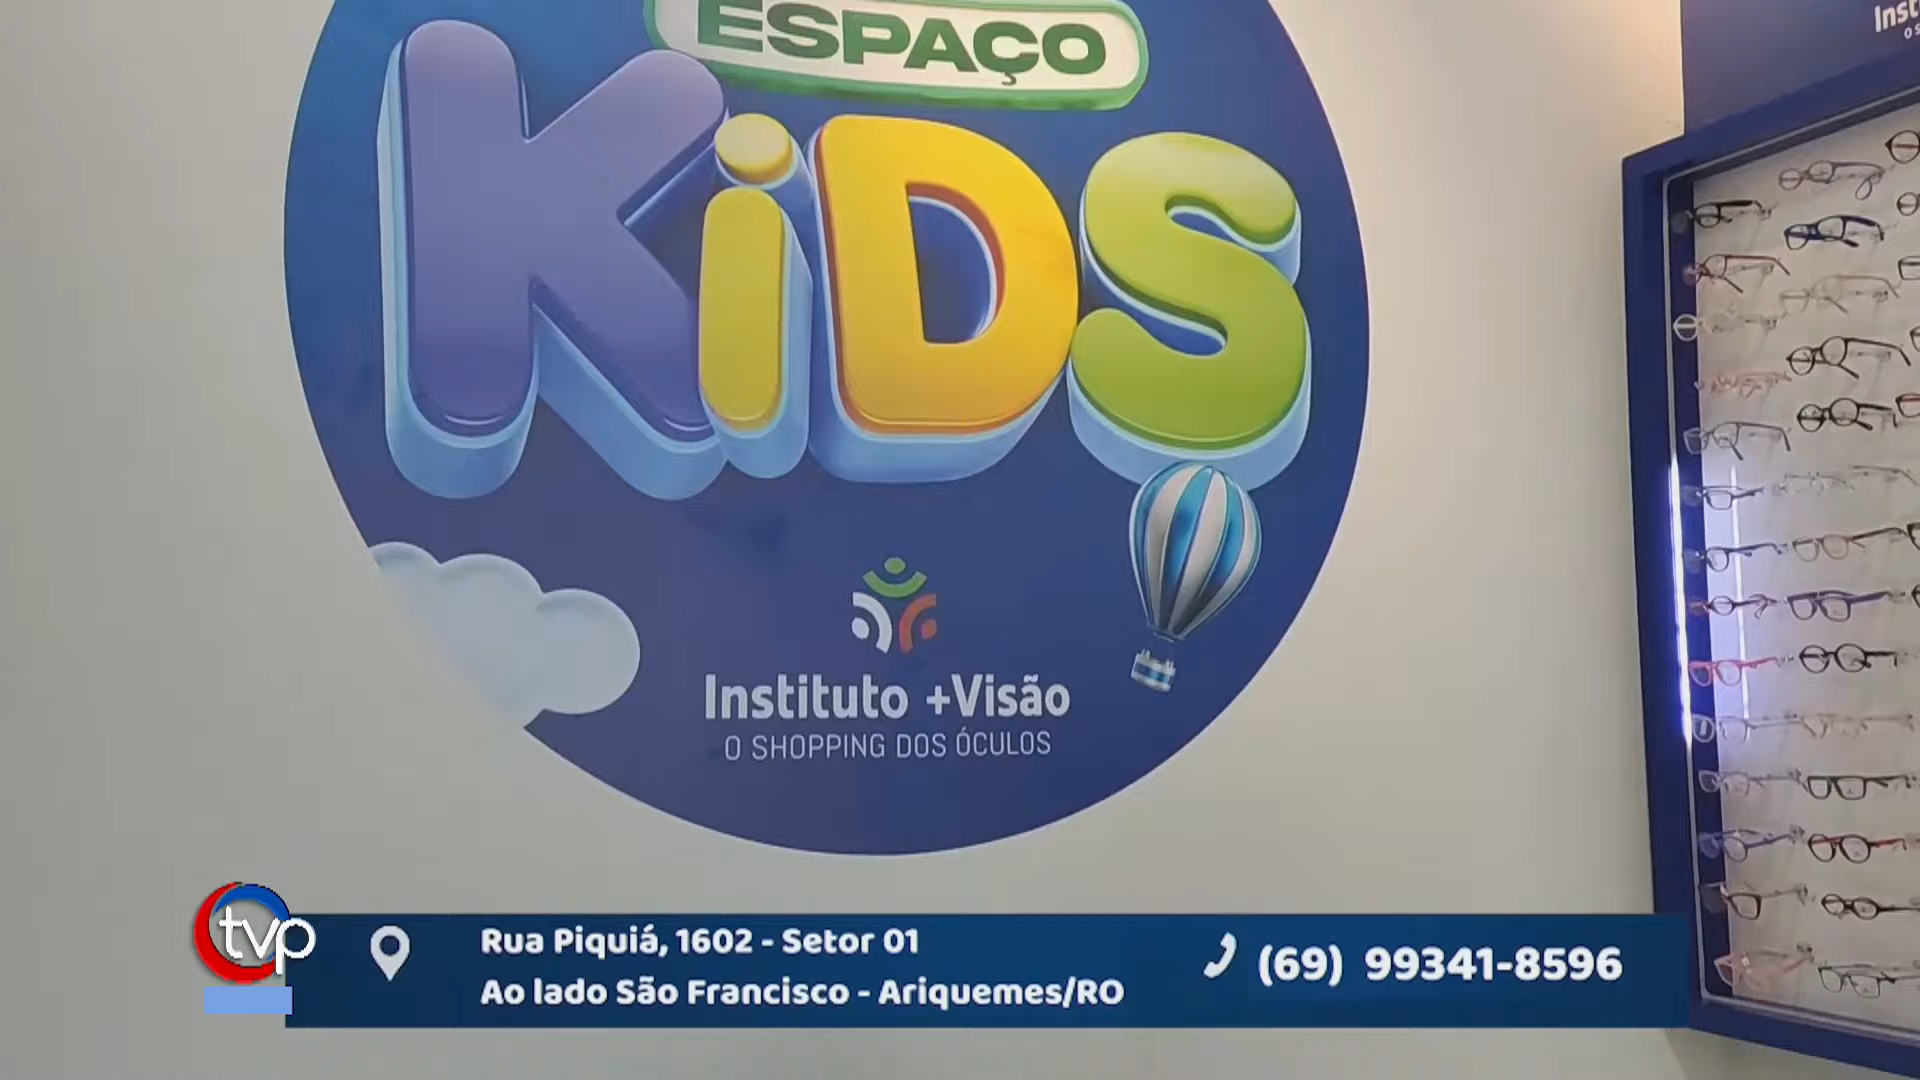 ESPAÇO
KiDS
Instituto +Visão
O SHOPPING DOS ÓCULOS
tvp
Rua Piquiá, 1602 - Setor 01
Ao lado São Francisco - Ariquemes/RO
(69) 99341-8596